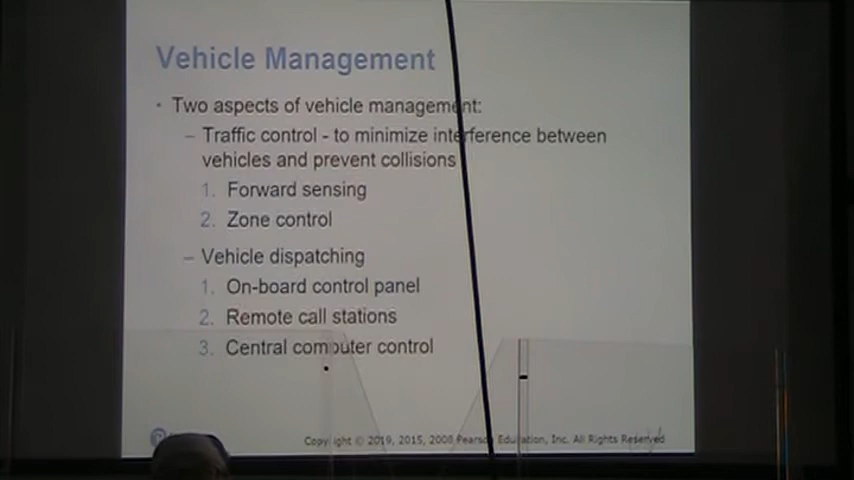 Vehicle Management
• Two aspects of vehicle management:
– Traffic control - to minimize interference between
vehicles and prevent collisions
1. Forward sensing
2. Zone control
– Vehicle dispatching
1. On-board control panel
2. Remote call stations
3. Central computer control
Copyright © 2019, 2015, 2008 Pearson Education, Inc. All Rights Reserved